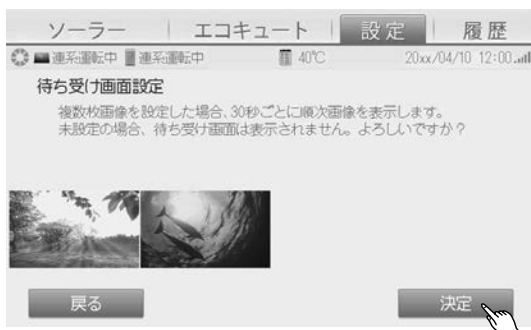 ソーラー エコキュート 設定 履歴
連系運転中 連系運転中 40℃ 20xx/04/10 12:00
待ち受け画面設定
複数枚画像を設定した場合、30秒ごとに順次画像を表示します。
未設定の場合、待ち受け画面は表示されません。よろしいですか？
戻る 決定